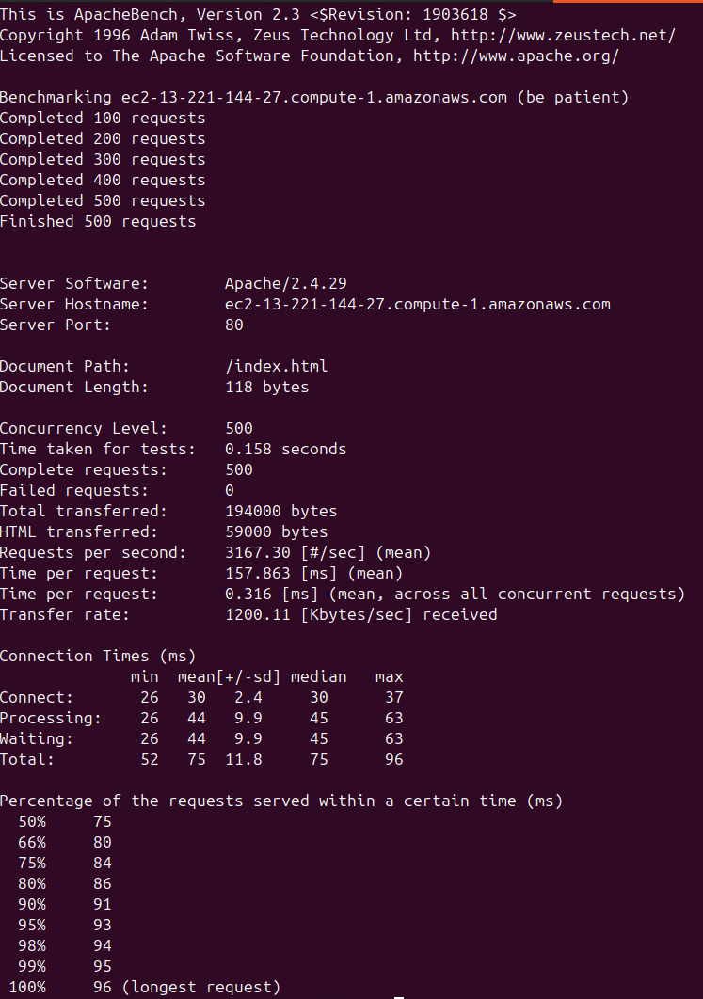 This is ApacheBench, Version 2.3 <$Revision: 1903618 $>
Copyright 1996 Adam Twiss, Zeus Technology Ltd, http://www.zeustech.net/
Licensed to The Apache Software Foundation, http://www.apache.org/

Benchmarking ec2-13-221-144-27.compute-1.amazonaws.com (be patient)
Completed 100 requests
Completed 200 requests
Completed 300 requests
Completed 400 requests
Completed 500 requests
Finished 500 requests


Server Software:        Apache/2.4.29
Server Hostname:        ec2-13-221-144-27.compute-1.amazonaws.com
Server Port:            80

Document Path:          /index.html
Document Length:        118 bytes

Concurrency Level:      500
Time taken for tests:   0.158 seconds
Complete requests:      500
Failed requests:        0
Total transferred:      194000 bytes
HTML transferred:       59000 bytes
Requests per second:    3167.30 [#/sec] (mean)
Time per request:       157.863 [ms] (mean)
Time per request:       0.316 [ms] (mean, across all concurrent requests)
Transfer rate:          1200.11 [Kbytes/sec] received

Connection Times (ms)
              min  mean[+/-sd] median   max
Connect:       26   30   2.4     30      37
Processing:    26   44   9.9     45      63
Waiting:       26   44   9.9     45      63
Total:         52   75  11.8     75      96

Percentage of the requests served within a certain time (ms)
  50%     75
  66%     80
  75%     84
  80%     86
  90%     91
  95%     93
  98%     94
  99%     95
 100%     96 (longest request)